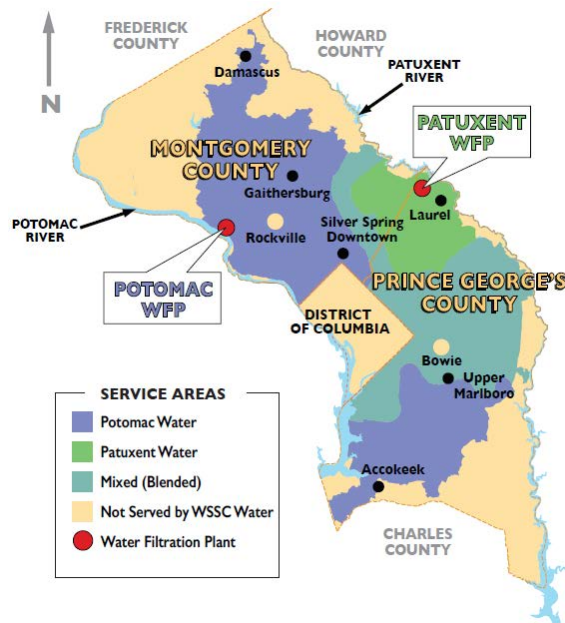 FREDERICK
COUNTY
HOWARD
COUNTY
PATUXENT
RIVER
N
Damascus
PATUXENT
WFP
MONTGOMERY
COUNTY
Gaithersburg
Laurel
POTOMAC
RIVER
Rockville
Silver Spring
Downtown
POTOMAC
WFP
PRINCE GEORGE'S
COUNTY
DISTRICT
OF COLUMBIA
Bowie
Upper
Marlboro
SERVICE AREAS
Potomac Water
Patuxent Water
Mixed (Blended)
Not Served by WSSC Water
Water Filtration Plant
Accokeek
CHARLES
COUNTY